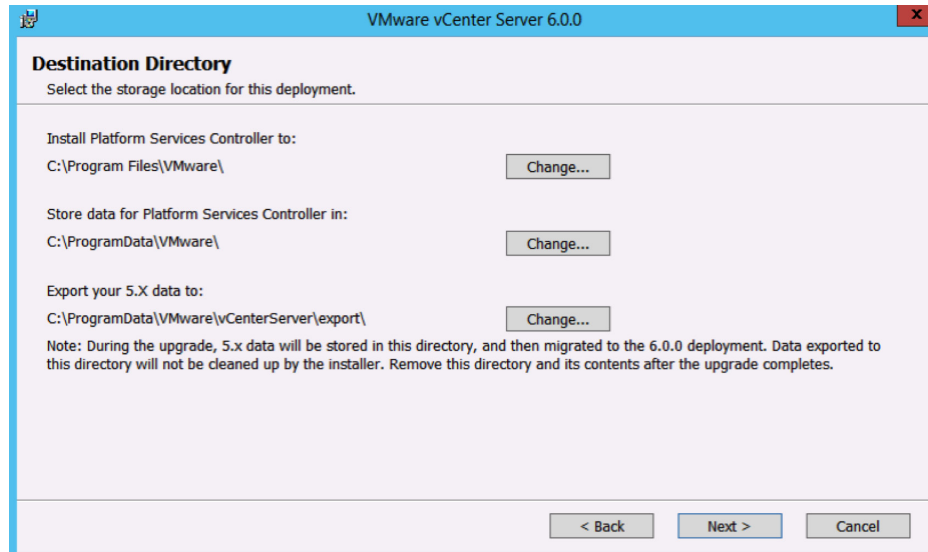 VMware vCenter Server 6.0.0
x
Destination Directory
Select the storage location for this deployment.
Install Platform Services Controller to:
C:\Program Files\VMware\
Change...
Store data for Platform Services Controller in:
C:\ProgramData\VMware\
Change...
Export your 5.X data to:
C:\ProgramData\VMware\vCenterServer\export\
Change...
Note: During the upgrade, 5.x data will be stored in this directory, and then migrated to the 6.0.0 deployment. Data exported to
this directory will not be cleaned up by the installer. Remove this directory and its contents after the upgrade completes.
< Back
Next >
Cancel